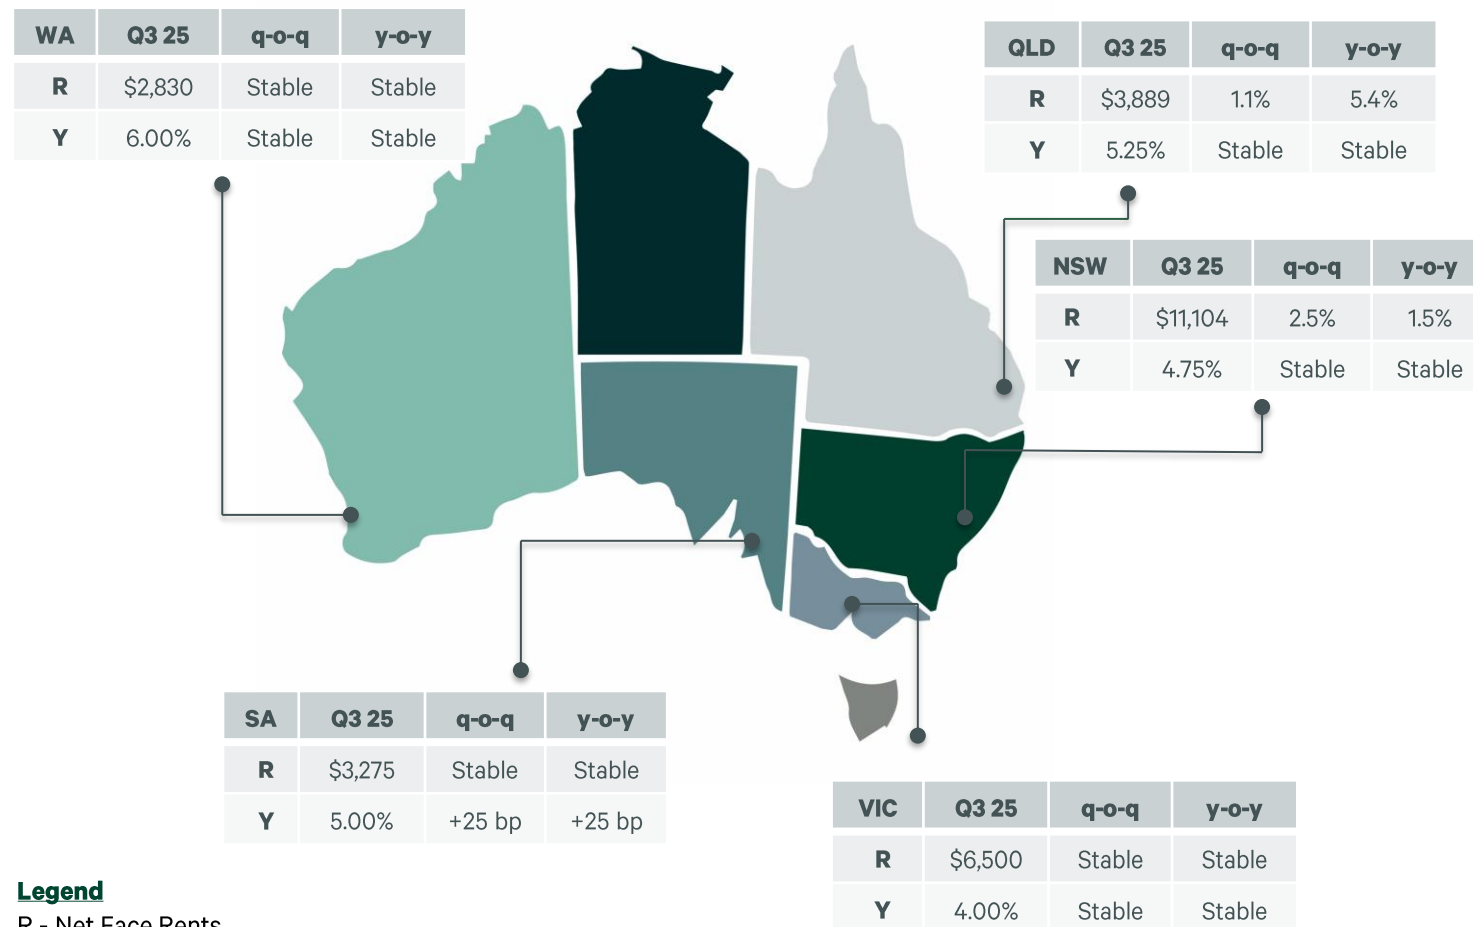 WA Q3 25 q-o-q y-o-y
R $2,830 Stable Stable
Y 6.00% Stable Stable
QLD Q3 25 q-o-q y-o-y
R $3,889 1.1% 5.4%
Y 5.25% Stable Stable
NSW Q3 25 q-o-q y-o-y
R $11,104 2.5% 1.5%
Y 4.75% Stable Stable
SA Q3 25 q-o-q y-o-y
R $3,275 Stable Stable
Y 5.00% +25 bp +25 bp
VIC Q3 25 q-o-q y-o-y
R $6,500 Stable Stable
Y 4.00% Stable Stable
Legend
R - Net Face Rents